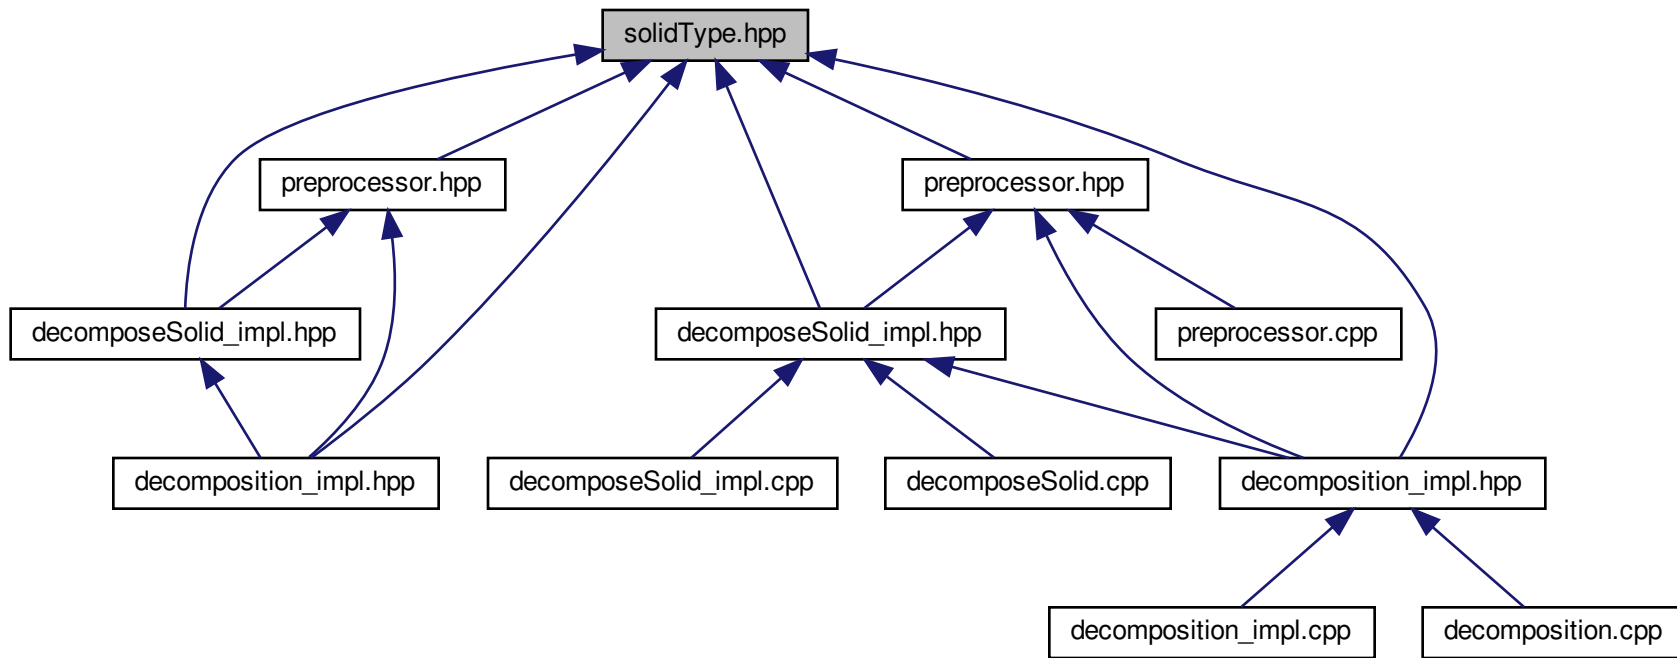 solidType.hpp
preprocessor.hpp
preprocessor.hpp
decomposeSolid_impl.hpp
decomposeSolid_impl.hpp
preprocessor.cpp
decomposition_impl.hpp
decomposeSolid_impl.cpp
decomposeSolid.cpp
decomposition_impl.hpp
decomposition_impl.cpp
decomposition.cpp